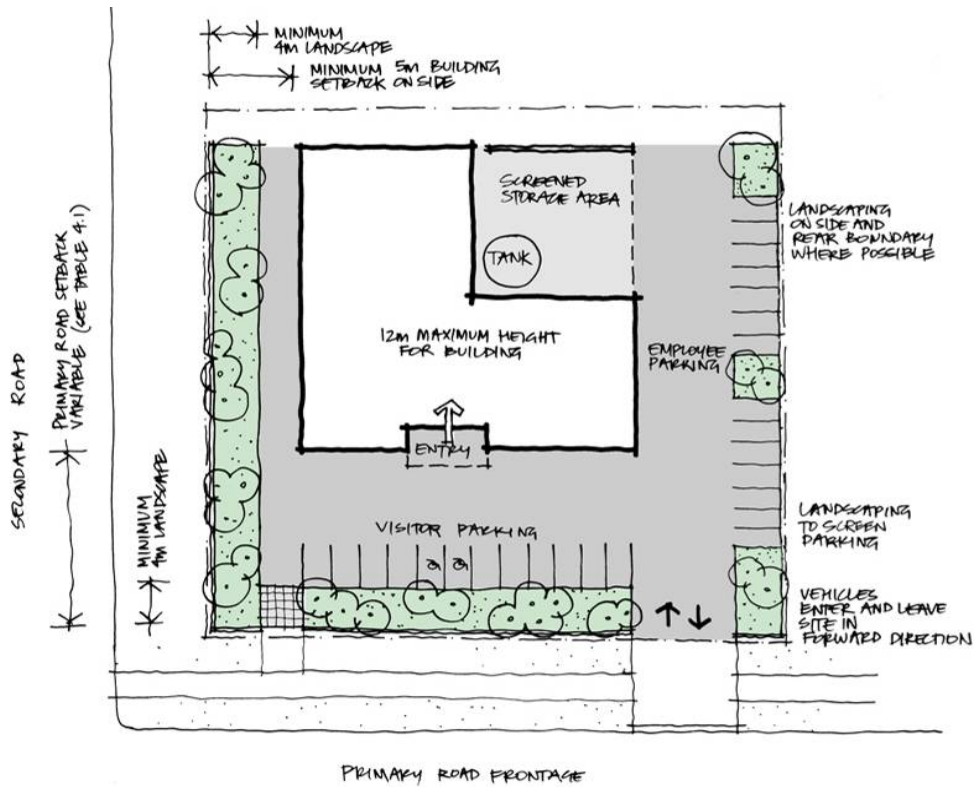 MINIMUM
4M LANDSCAPE
MINIMUM 5M BUILDING
SETBACK ON SIDE
SCREENED
STORAGE AREA
TANK
LANDSCAPING
ON SIDE AND
REAR BOUNDARY
WHERE POSSIBLE
12M MAXIMUM HEIGHT
FOR BUILDING
EMPLOYEE
PARKING
ENTRY
SECONDARY ROAD
PRIMARY ROAD SETBACK
VARIABLE (SEE TABLE 4.1)
MINIMUM
4M LANDSCAPE
VISITOR PARKING
LANDSCAPING
TO SCREEN
PARKING
VEHICLES
ENTER AND LEAVE
SITE IN
FORWARD DIRECTION
PRIMARY ROAD FRONTAGE